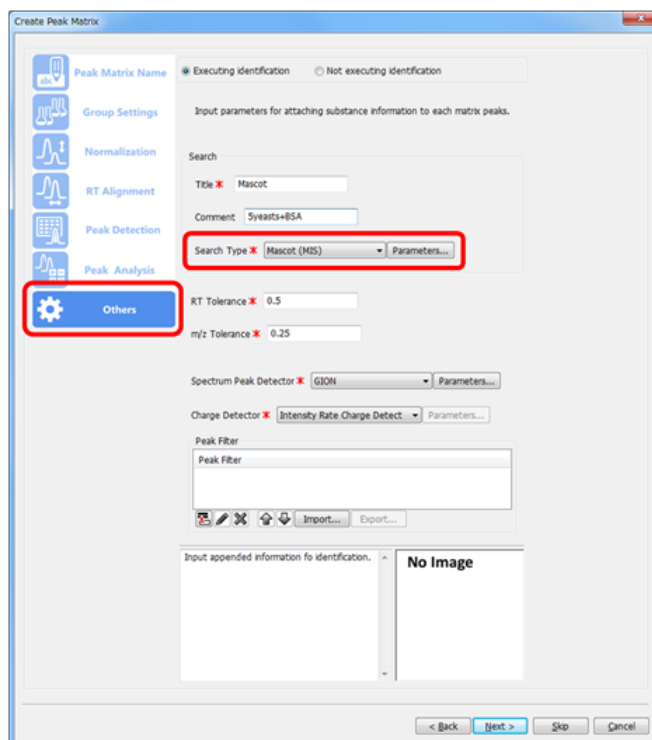 Create Peak Matrix
abc
Peak Matrix Name
Executing identification
Not executing identification
Group Settings
Input parameters for attaching substance information to each matrix peaks.
Normalization
Search
RT Alignment
Title * Mascot
Comment 5yeasts+BSA
Peak Detection
Search Type * Mascot (MIS) Parameters...
Peak Analysis
Others
RT Tolerance * 0.5
m/z Tolerance * 0.25
Spectrum Peak Detector * GION Parameters...
Charge Detector * Intensity Rate Charge Detect Parameters...
Peak Filter
Peak Filter
Import... Export...
Input appended information fo identification.
No Image
< Back Next > Skip Cancel